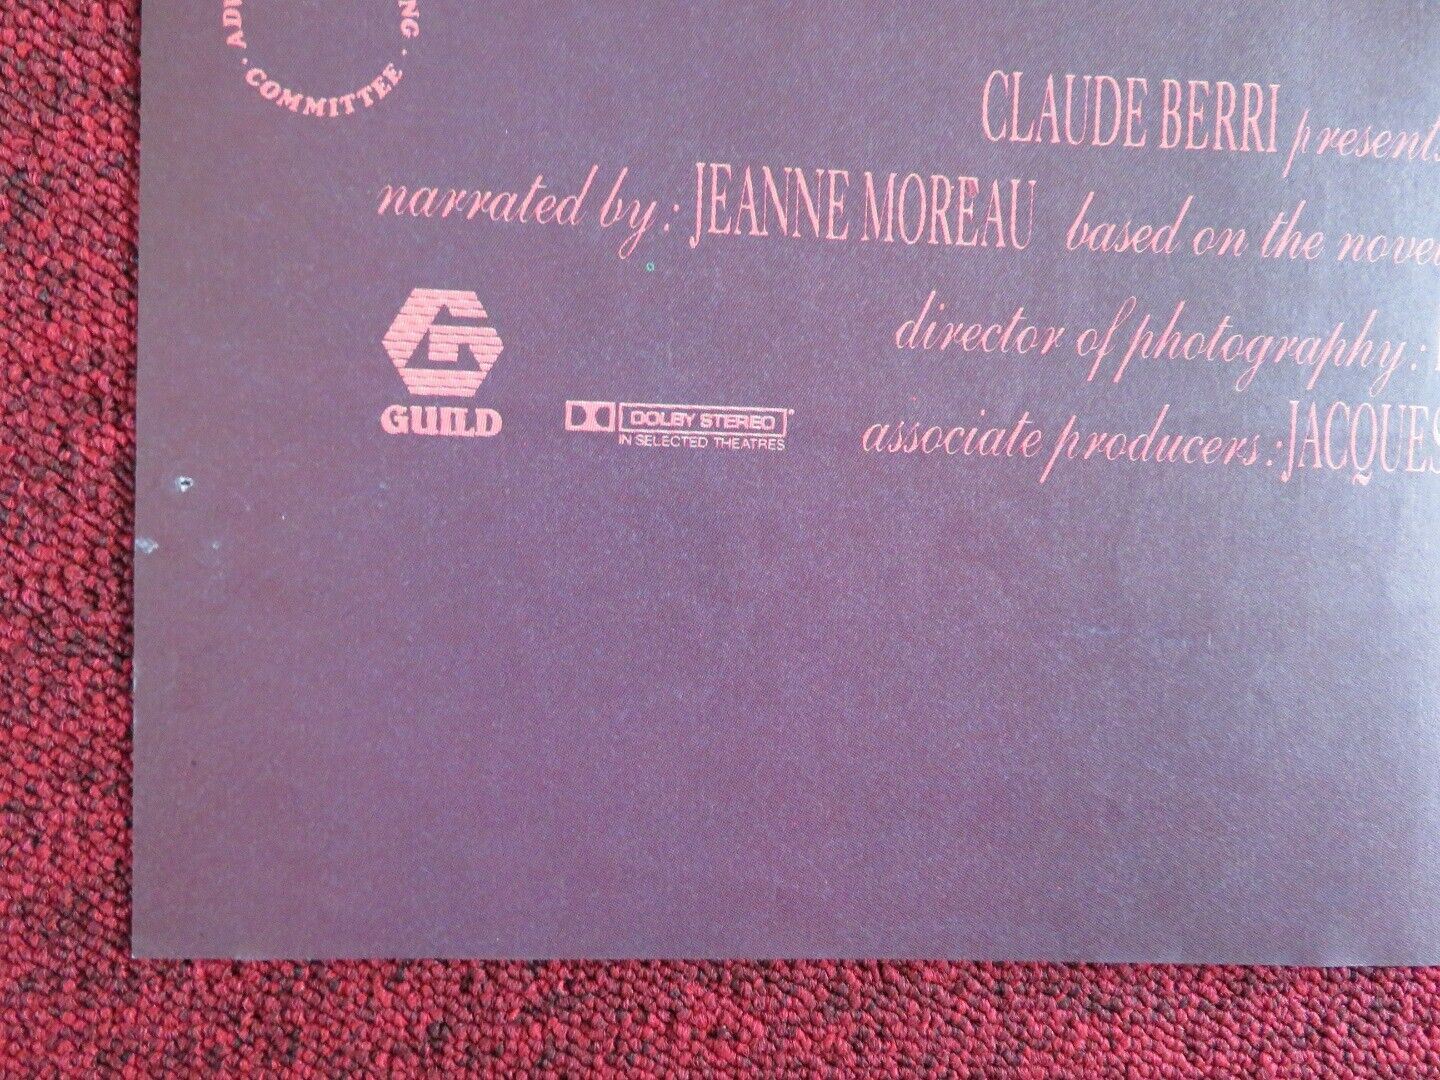 ADV
NG
· COMMITTEE ·
CLAUDE BERRI presents
narrated by: JEANNE MOREAU based on the novel
director of photography:
GUILD
DOLBY STEREO
IN SELECTED THEATRES
associate producers: JACQUES